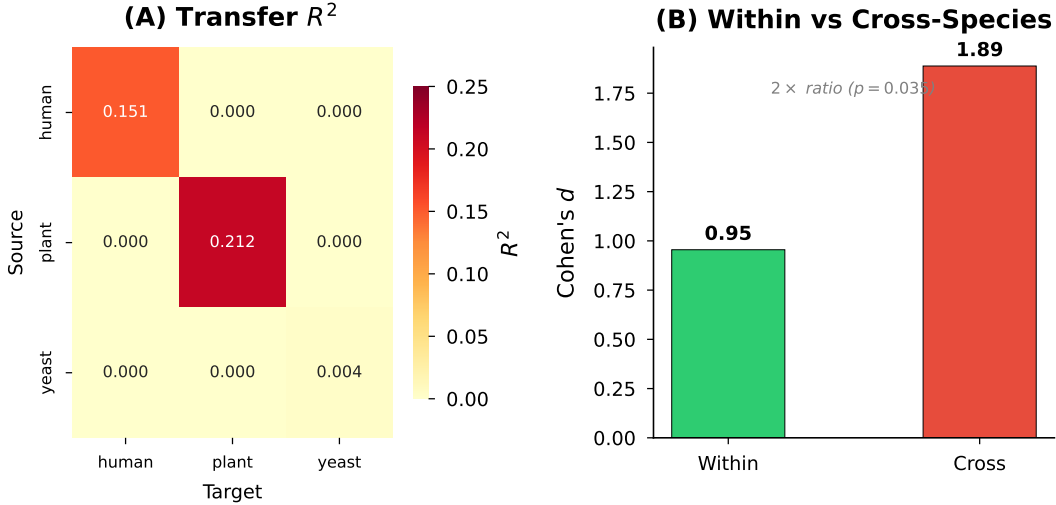 (A) Transfer R²
Source
human
plant
yeast
0.151 0.000 0.000
0.000 0.212 0.000
0.000 0.000 0.004
human plant yeast
Target
0.25
0.20
0.15
0.10
0.05
0.00
R²
(B) Within vs Cross-Species
Cohen's d
1.75
1.50
1.25
1.00
0.75
0.50
0.25
0.00
2× ratio (p = 0.035)
0.95
1.89
Within Cross